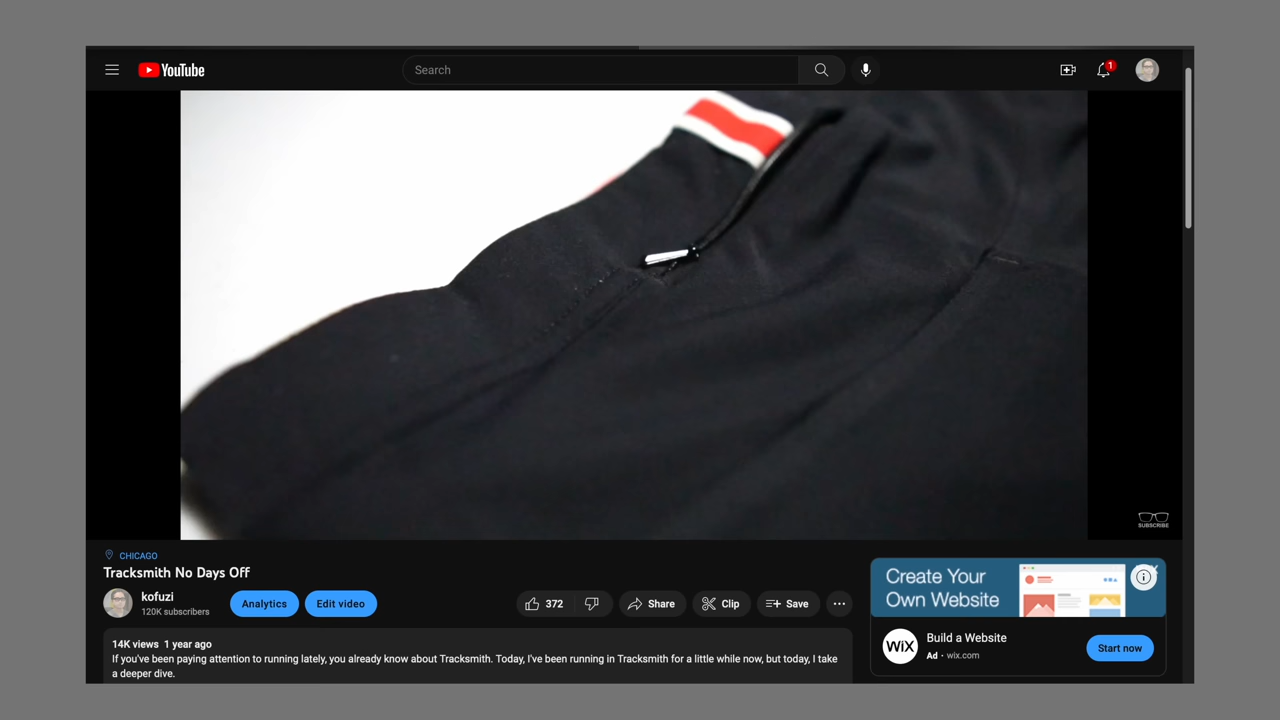 YouTube
Search
1
SUBSCRIBE
CHICAGO
Tracksmith No Days Off
kofuzi
120K subscribers
Analytics
Edit video
372
Share
Clip
Save
14K views 1 year ago
If you've been paying attention to running lately, you already know about Tracksmith. Today, I've been running in Tracksmith for a little while now, but today, I take
a deeper dive.
Create Your
Own Website
WiX
Build a Website
Ad · wix.com
Start now